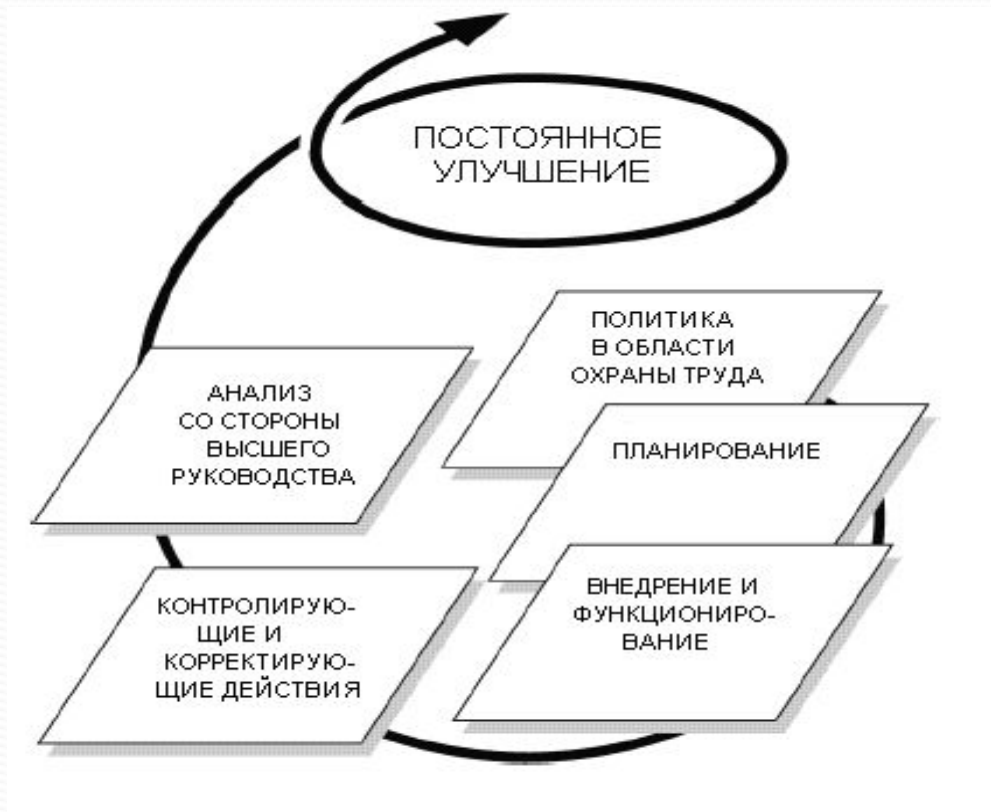 ПОСТОЯННОЕ
УЛУЧШЕНИЕ
ПОЛИТИКА
В ОБЛАСТИ
ОХРАНЫ ТРУДА
ПЛАНИРОВАНИЕ
ВНЕДРЕНИЕ И
ФУНКЦИОНИРО-
ВАНИЕ
КОНТРОЛИРУЮ-
ЩИЕ И
КОРРЕКТИРУЮ-
ЩИЕ ДЕЙСТВИЯ
АНАЛИЗ
СО СТОРОНЫ
ВЫСШЕГО
РУКОВОДСТВА